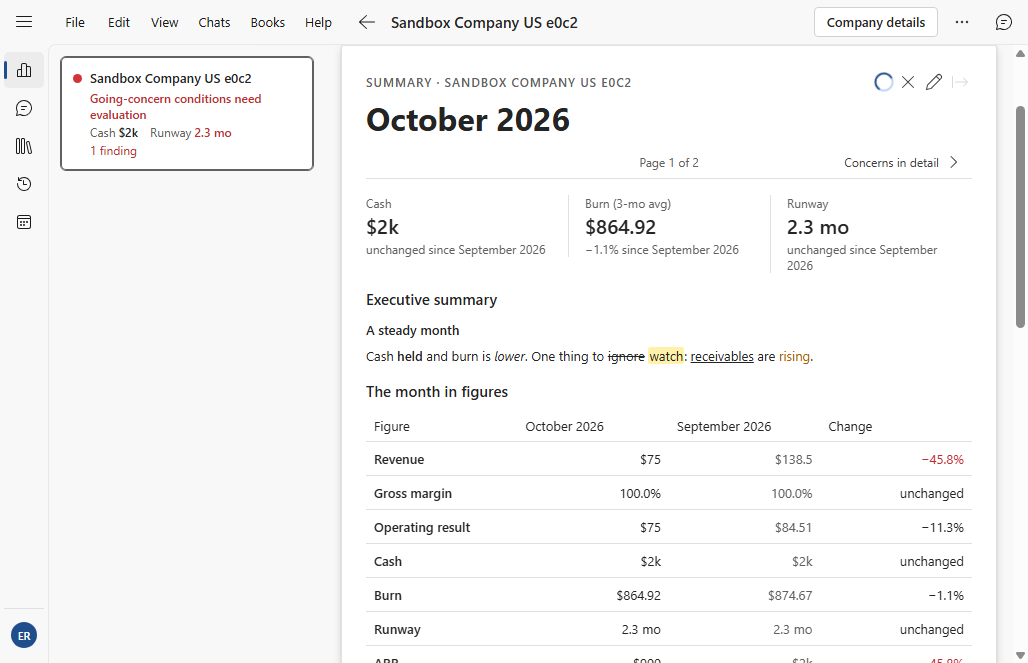 File Edit View Chats Books Help Sandbox Company US e0c2 Company details
Sandbox Company US e0c2
Going-concern conditions need
evaluation
Cash $2k Runway 2.3 mo
1 finding
ER
SUMMARY · SANDBOX COMPANY US E0C2
October 2026
Page 1 of 2 Concerns in detail
Cash Burn (3-mo avg) Runway
$2k $864.92 2.3 mo
unchanged since September 2026 −1.1% since September 2026 unchanged since September
2026
Executive summary
A steady month
Cash held and burn is lower. One thing to ignore watch: receivables are rising.
The month in figures
Figure October 2026 September 2026 Change
Revenue $75 $138.5 −45.8%
Gross margin 100.0% 100.0% unchanged
Operating result $75 $84.51 −11.3%
Cash $2k $2k unchanged
Burn $864.92 $874.67 −1.1%
Runway 2.3 mo 2.3 mo unchanged